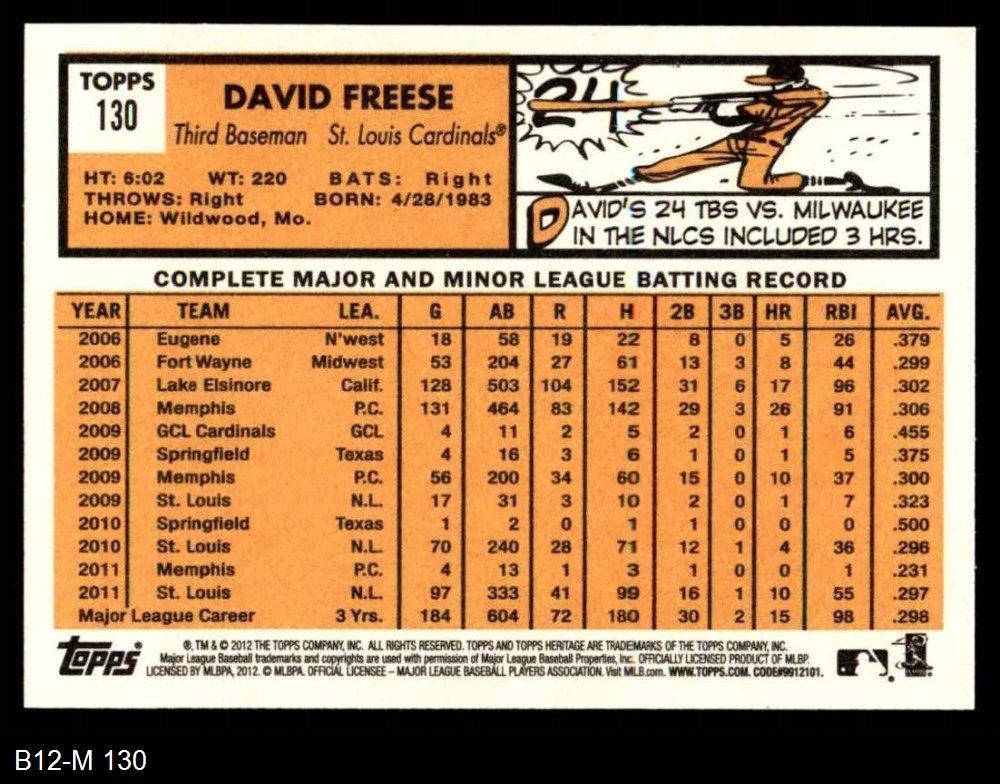 TOPPS
130
DAVID FREESE
Third Baseman St. Louis Cardinals®
HT: 6:02 WT: 220 BATS: Right
THROWS: Right BORN: 4/28/1983
HOME: Wildwood, Mo.
24
DAVID'S 24 TBS VS. MILWAUKEE
IN THE NLCS INCLUDED 3 HRS.
COMPLETE MAJOR AND MINOR LEAGUE BATTING RECORD
YEAR TEAM LEA. G AB R H 2B 3B HR RBI AVG.
2006 Eugene N'west 18 58 19 22 8 0 5 26 .379
2006 Fort Wayne Midwest 53 204 27 61 13 3 8 44 .299
2007 Lake Elsinore Calif. 128 503 104 152 31 6 17 96 .302
2008 Memphis P.C. 131 464 83 142 29 3 26 91 .306
2009 GCL Cardinals GCL 4 11 2 5 2 0 1 6 .455
2009 Springfield Texas 4 16 3 6 1 0 1 5 .375
2009 Memphis P.C. 56 200 34 60 15 0 10 37 .300
2009 St. Louis N.L. 17 31 3 10 2 0 1 7 .323
2010 Springfield Texas 1 2 0 1 1 0 0 0 .500
2010 St. Louis N.L. 70 240 28 71 12 1 4 36 .296
2011 Memphis P.C. 4 13 1 3 1 0 0 1 .231
2011 St. Louis N.L. 97 333 41 99 16 1 10 55 .297
Major League Career 3 Yrs. 184 604 72 180 30 2 15 98 .298
Topps
®, TM & © 2012 THE TOPPS COMPANY, INC. ALL RIGHTS RESERVED. TOPPS AND TOPPS HERITAGE ARE TRADEMARKS OF THE TOPPS COMPANY, INC.
Major League Baseball trademarks and copyrights are used with permission of Major League Baseball Properties, Inc. OFFICIALLY LICENSED PRODUCT OF MLBP.
LICENSED BY MLBPA, 2012. © MLBPA. OFFICIAL LICENSEE – MAJOR LEAGUE BASEBALL PLAYERS ASSOCIATION. Visit MLB.com. WWW.TOPPS.COM. CODE#9912101.
B12-M 130